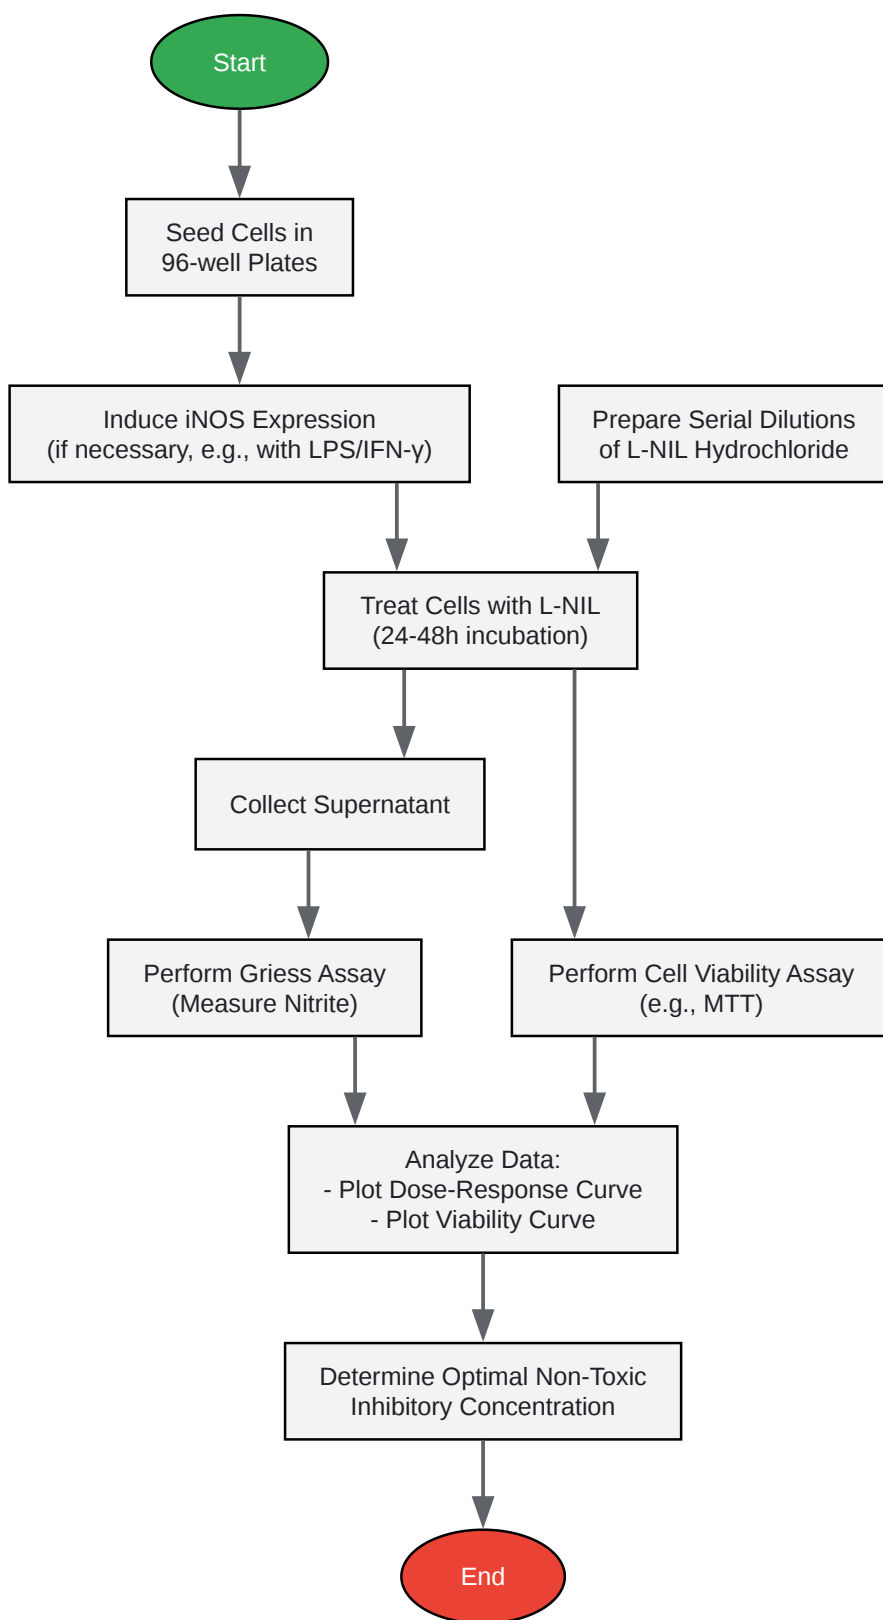 Start
Seed Cells in
96-well Plates
Induce iNOS Expression
(if necessary, e.g., with LPS/IFN-γ)
Prepare Serial Dilutions
of L-NIL Hydrochloride
Treat Cells with L-NIL
(24-48h incubation)
Collect Supernatant
Perform Griess Assay
(Measure Nitrite)
Perform Cell Viability Assay
(e.g., MTT)
Analyze Data:
- Plot Dose-Response Curve
- Plot Viability Curve
Determine Optimal Non-Toxic
Inhibitory Concentration
End